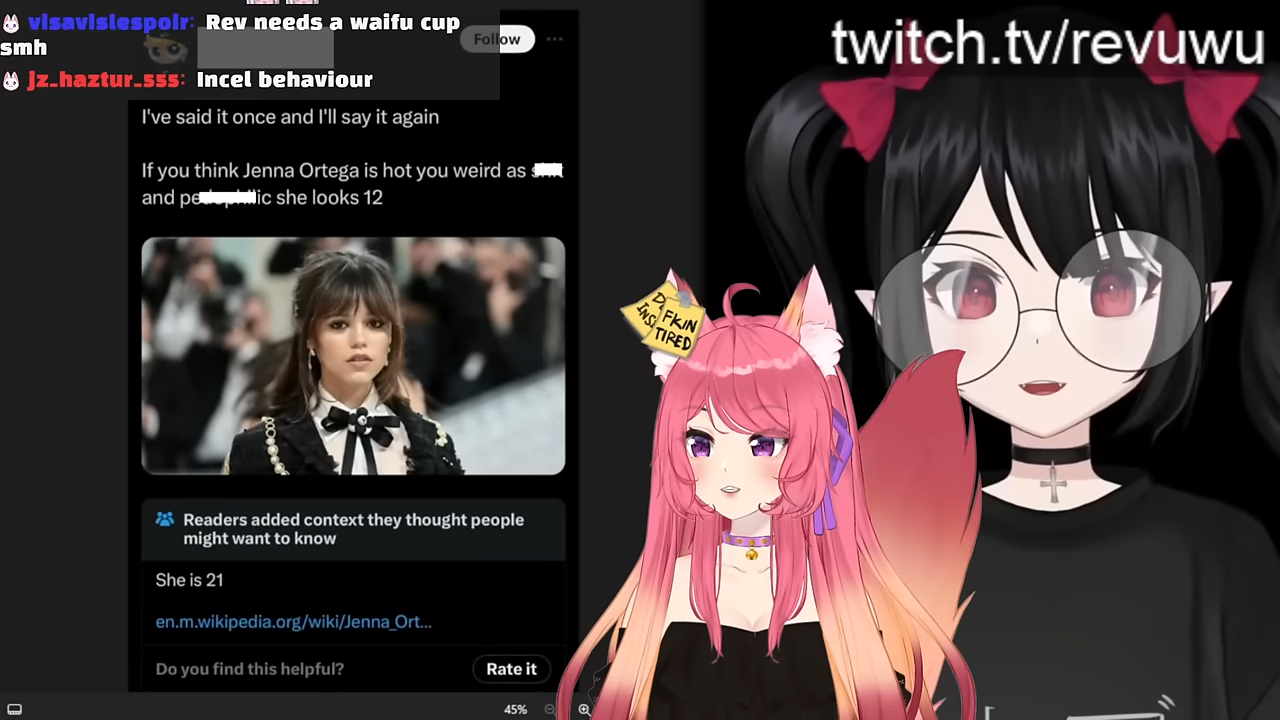 visavislespoir: Rev needs a waifu cup
smh
jz_haztur_sss: Incel behaviour
Follow
twitch.tv/revuwu
I've said it once and I'll say it again
If you think Jenna Ortega is hot you weird as
and she looks 12
FKIN
TIRED
Readers added context they thought people
might want to know
She is 21
en.m.wikipedia.org/wiki/Jenna_Ort...
Do you find this helpful?
Rate it
45%